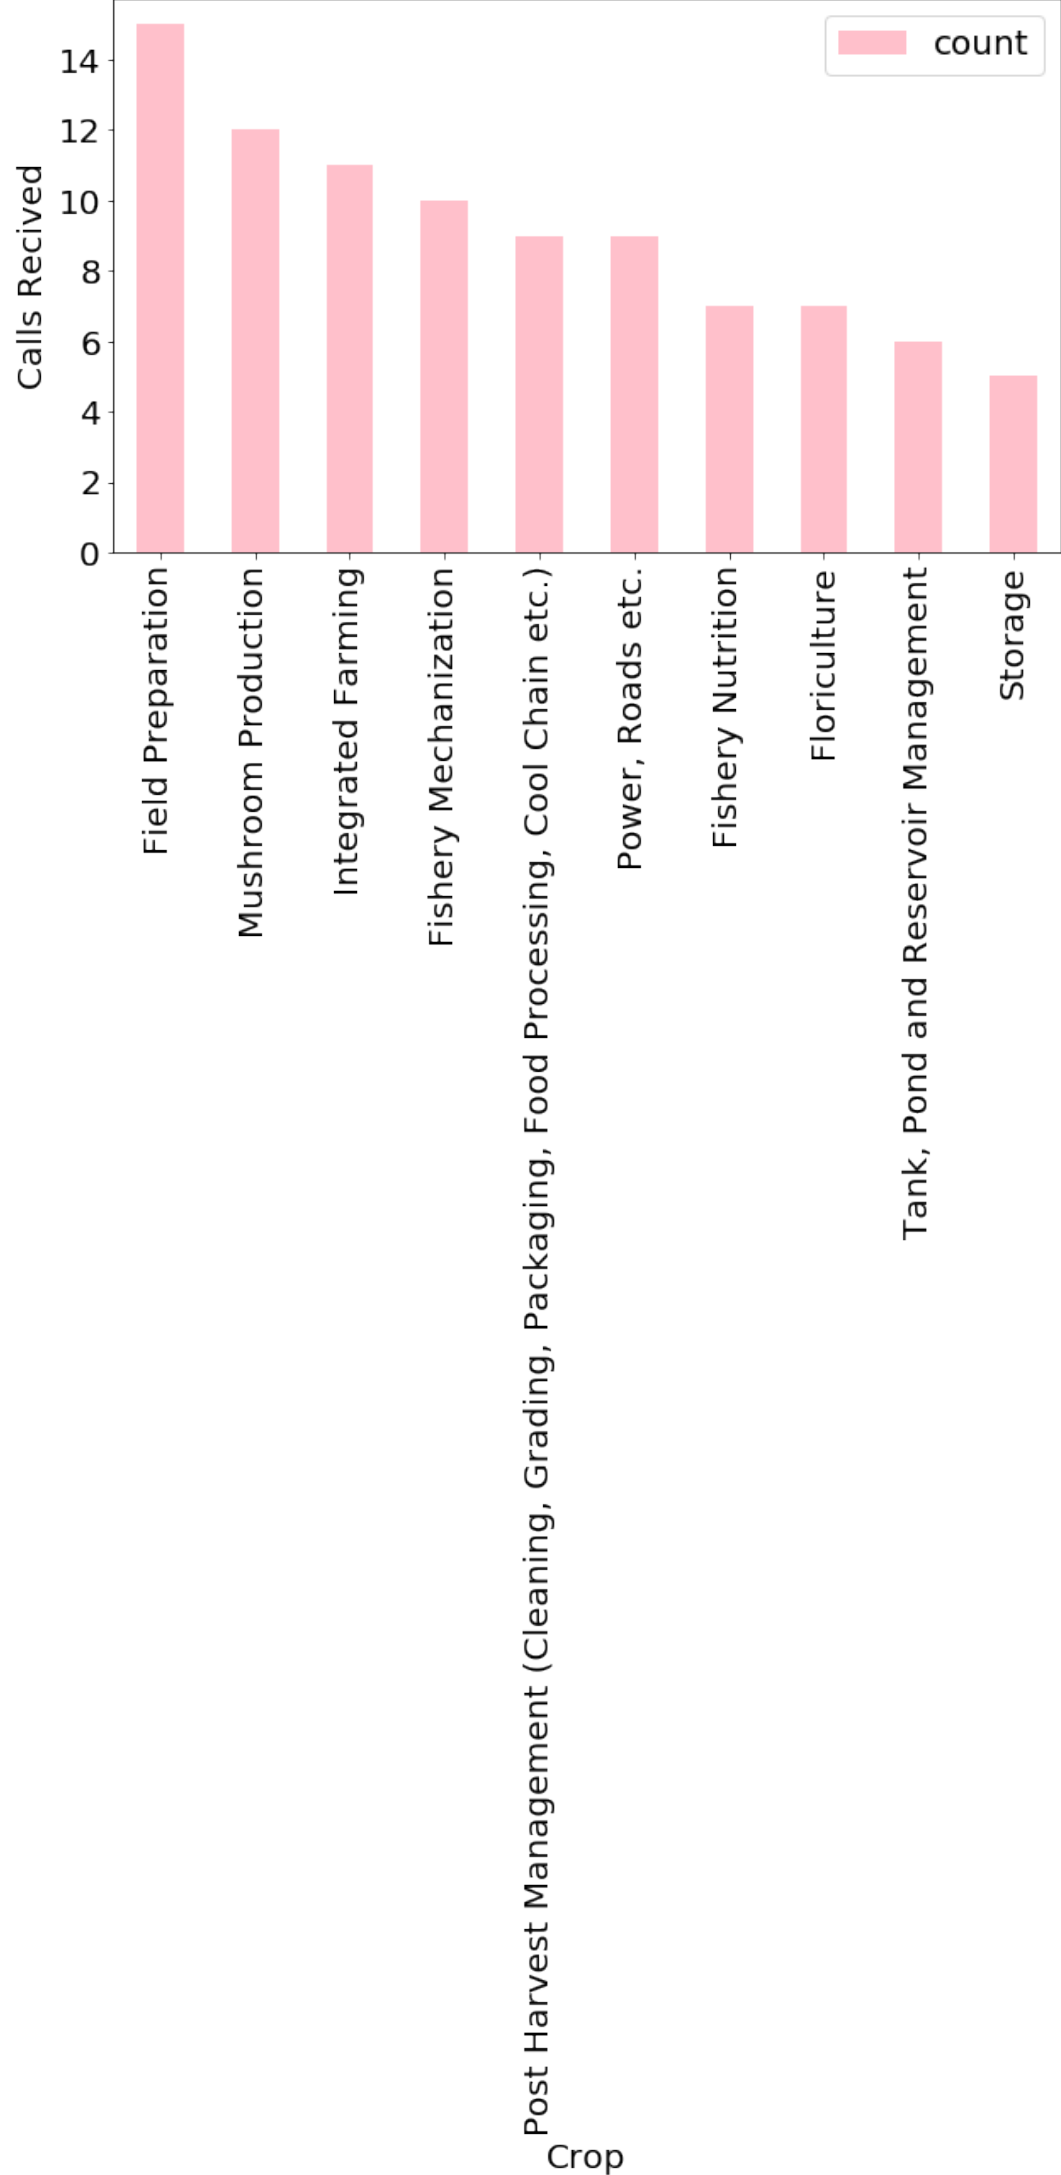 count
Calls Recived
14
12
10
8
6
4
2
0
Field Preparation
Mushroom Production
Integrated Farming
Fishery Mechanization
Post Harvest Management (Cleaning, Grading, Packaging, Food Processing, Cool Chain etc.)
Power, Roads etc.
Fishery Nutrition
Floriculture
Tank, Pond and Reservoir Management
Storage
Crop